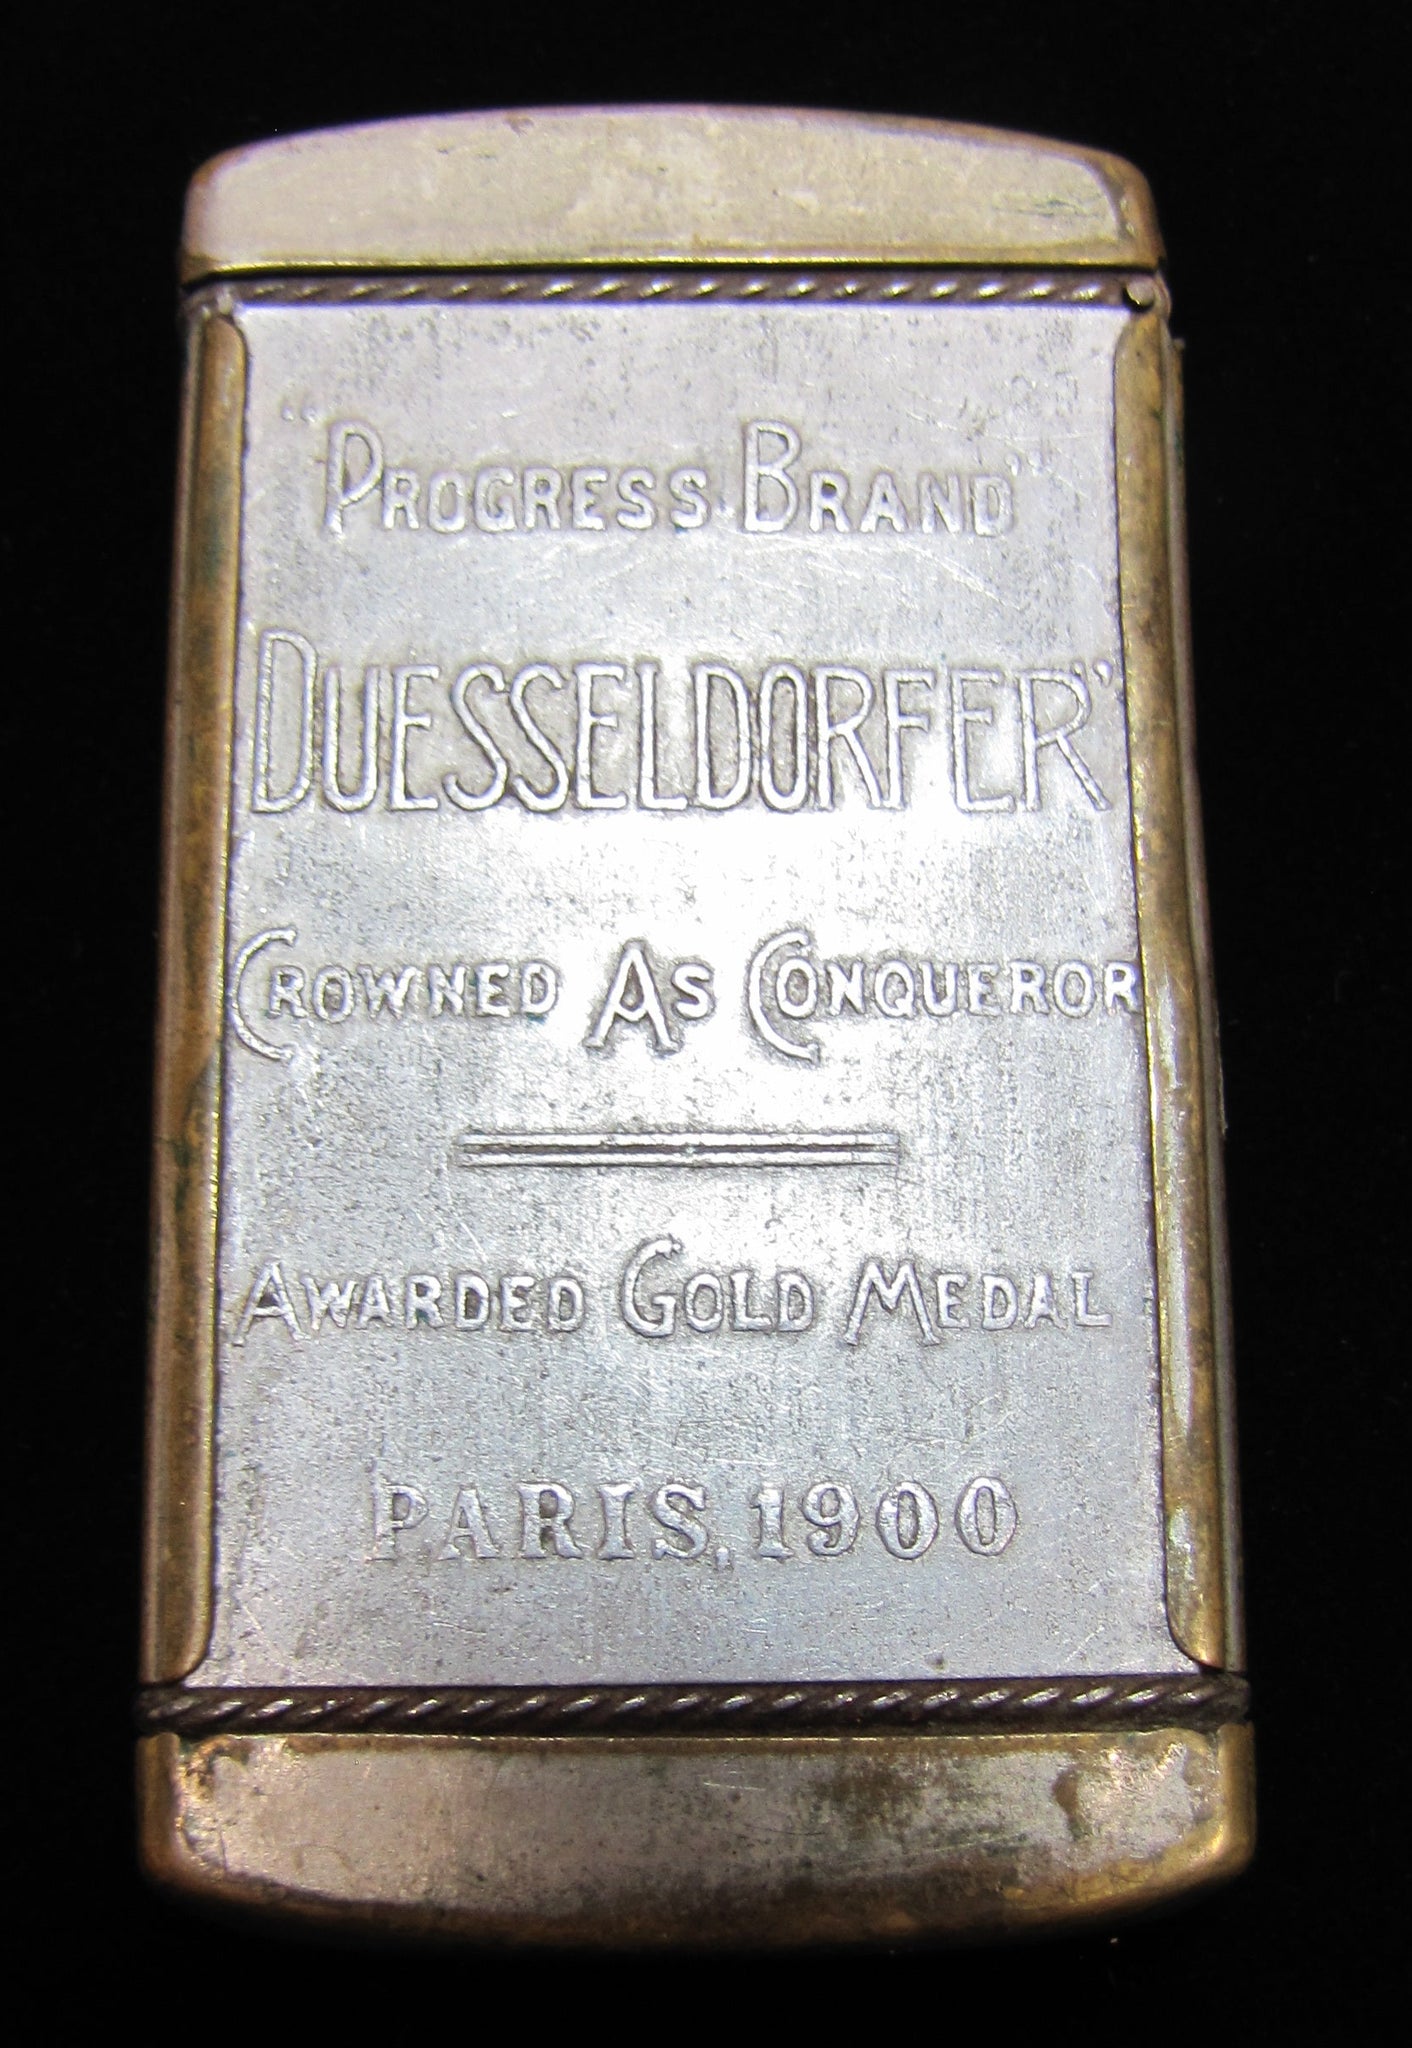 "PROGRESS BRAND"
DUESSELDORFER"
CROWNED AS CONQUEROR
AWARDED GOLD MEDAL
PARIS, 1900